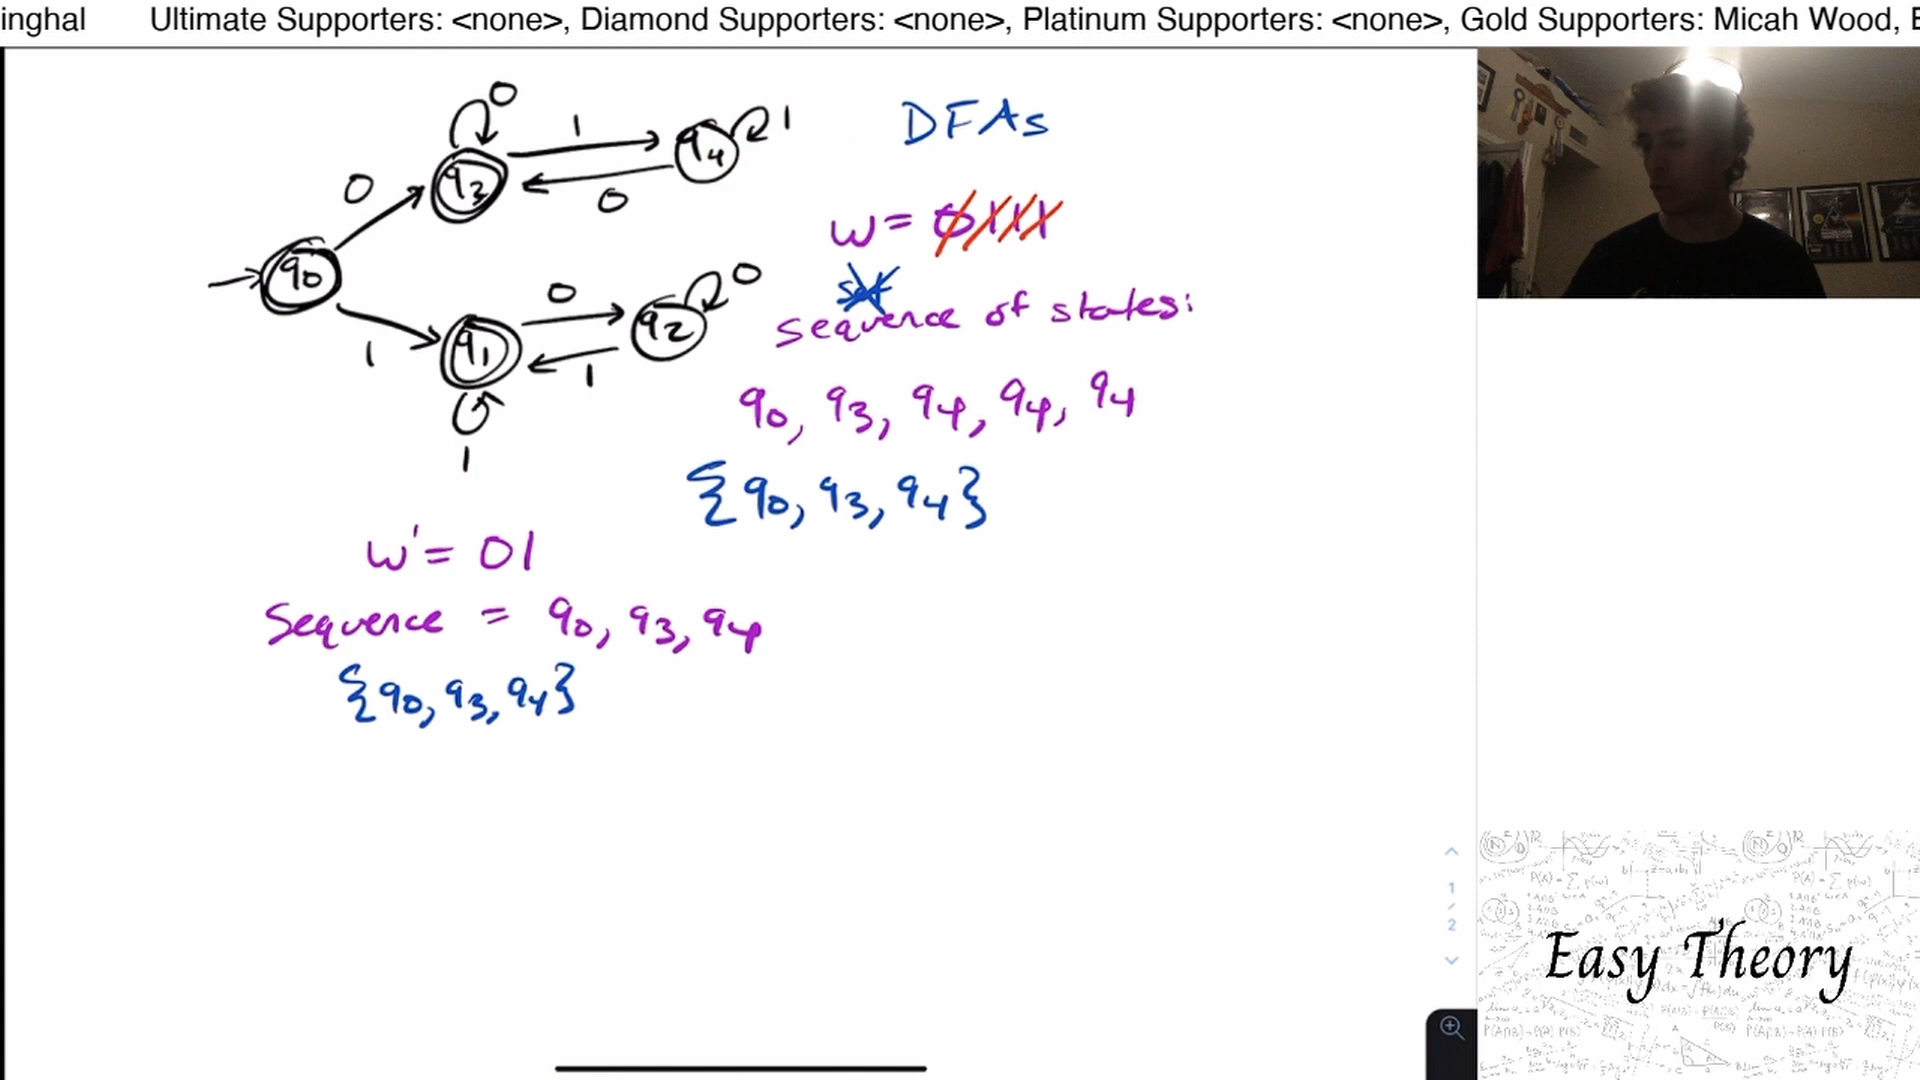 inghal Ultimate Supporters: <none>, Diamond Supporters: <none>, Platinum Supporters: <none>, Gold Supporters: Micah Wood, E
DFAs
0
1
q3
q4
1
0
0
q0
w = 0111
sequence of states:
0
q1
q2
0
1
1
1
q0, q3, q4, q4, q4
{q0, q3, q4}
w' = 01
Sequence = q0, q3, q4
{q0, q3, q4}
1
2
Easy Theory